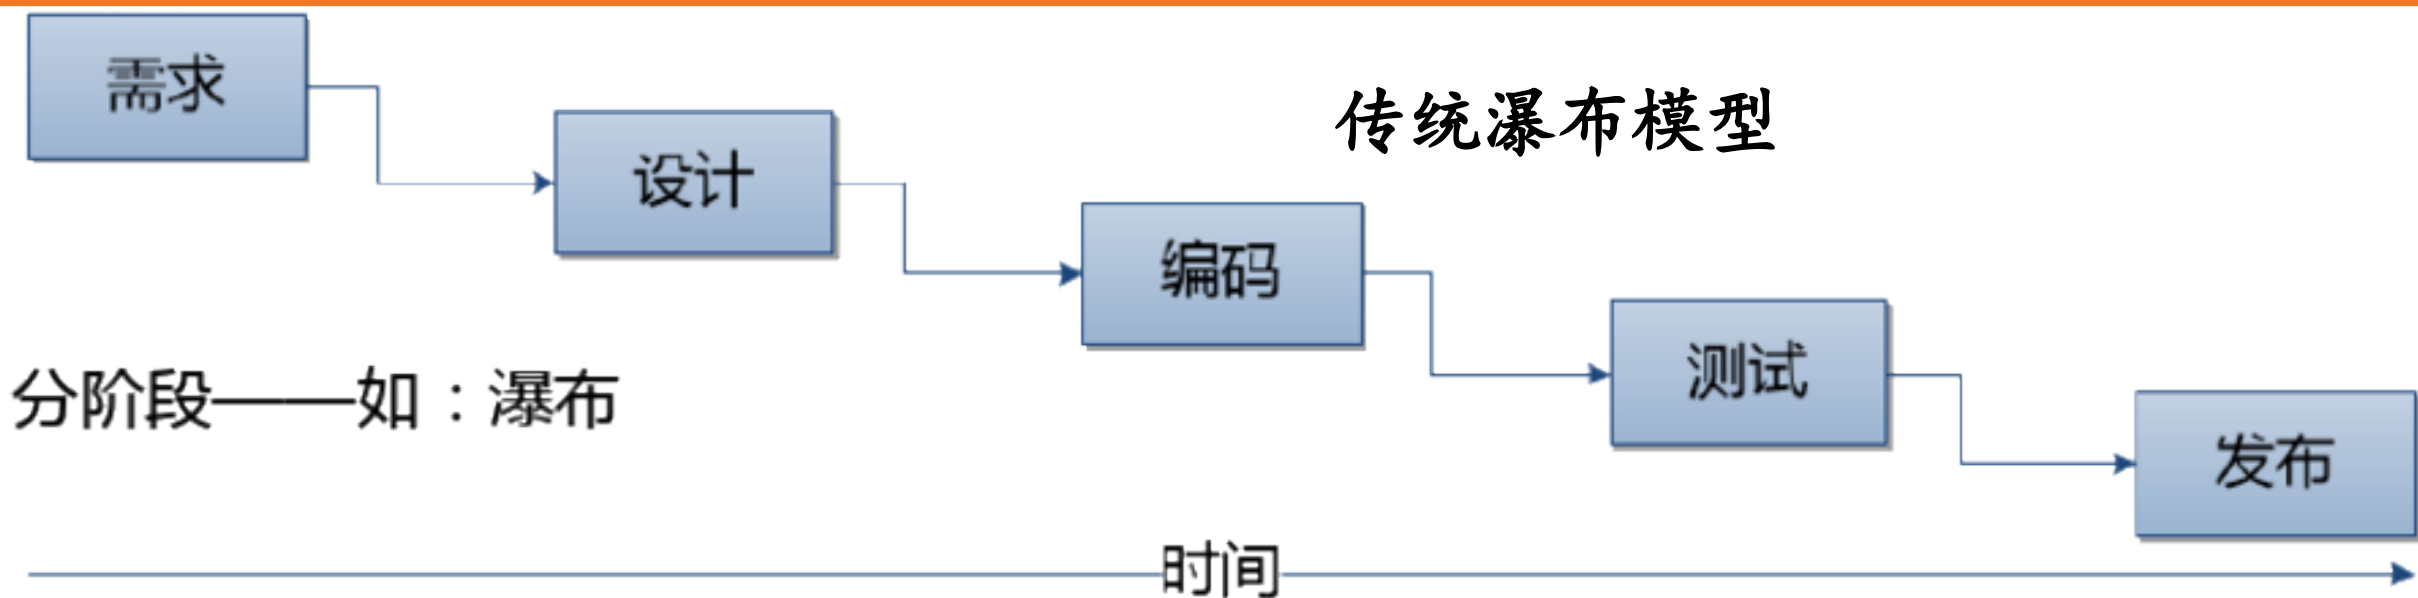 需求
传统瀑布模型
设计
编码
测试
分阶段——如：瀑布
发布
时间